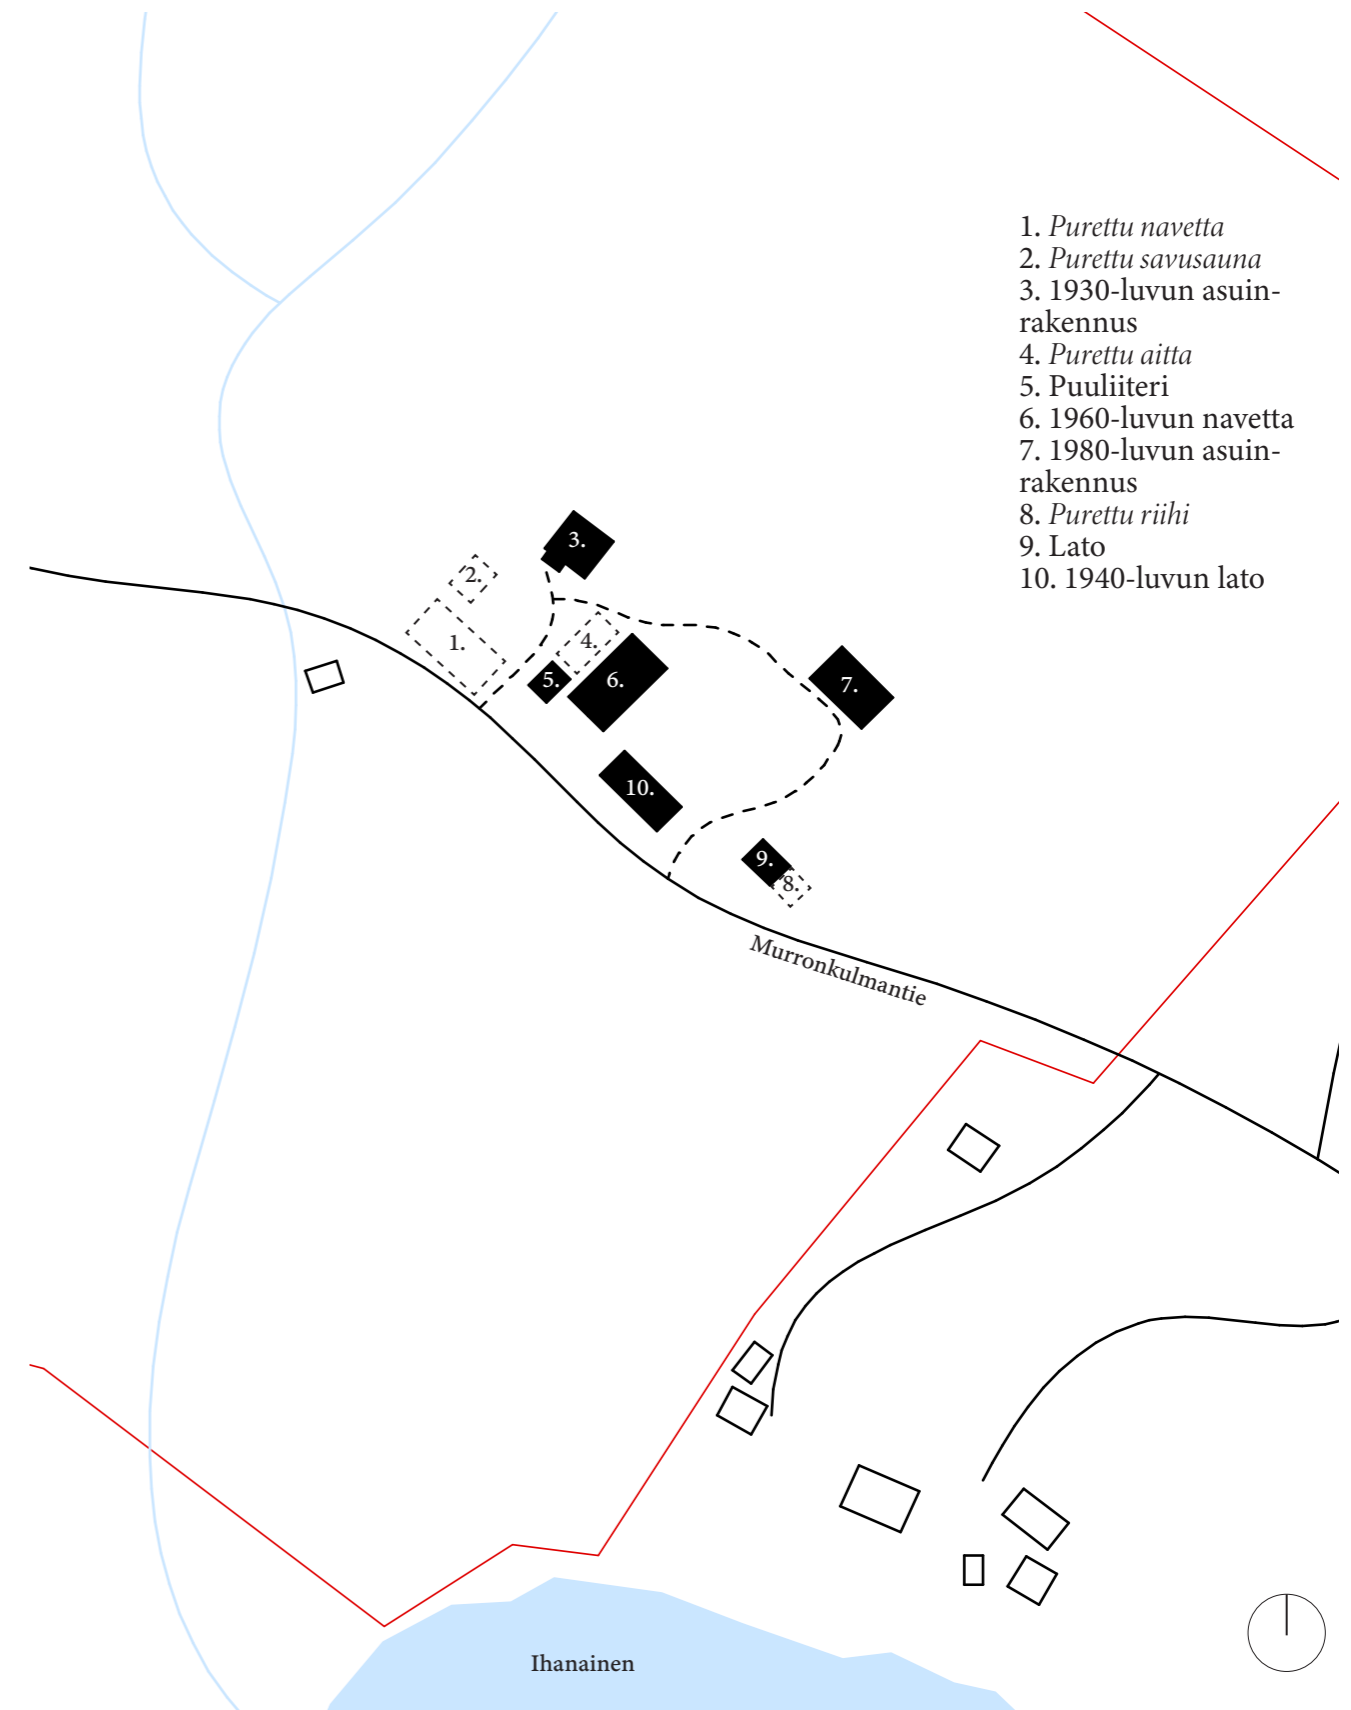 1. Purettu navetta
2. Purettu savusauna
3. 1930-luvun asuin-
rakennus
4. Purettu aitta
5. Puuliiteri
6. 1960-luvun navetta
7. 1980-luvun asuin-
rakennus
8. Purettu riihi
9. Lato
10. 1940-luvun lato
3.
2.
1.
4.
5.
6.
7.
10.
9.
8.
Murronkulmantie
Ihanainen